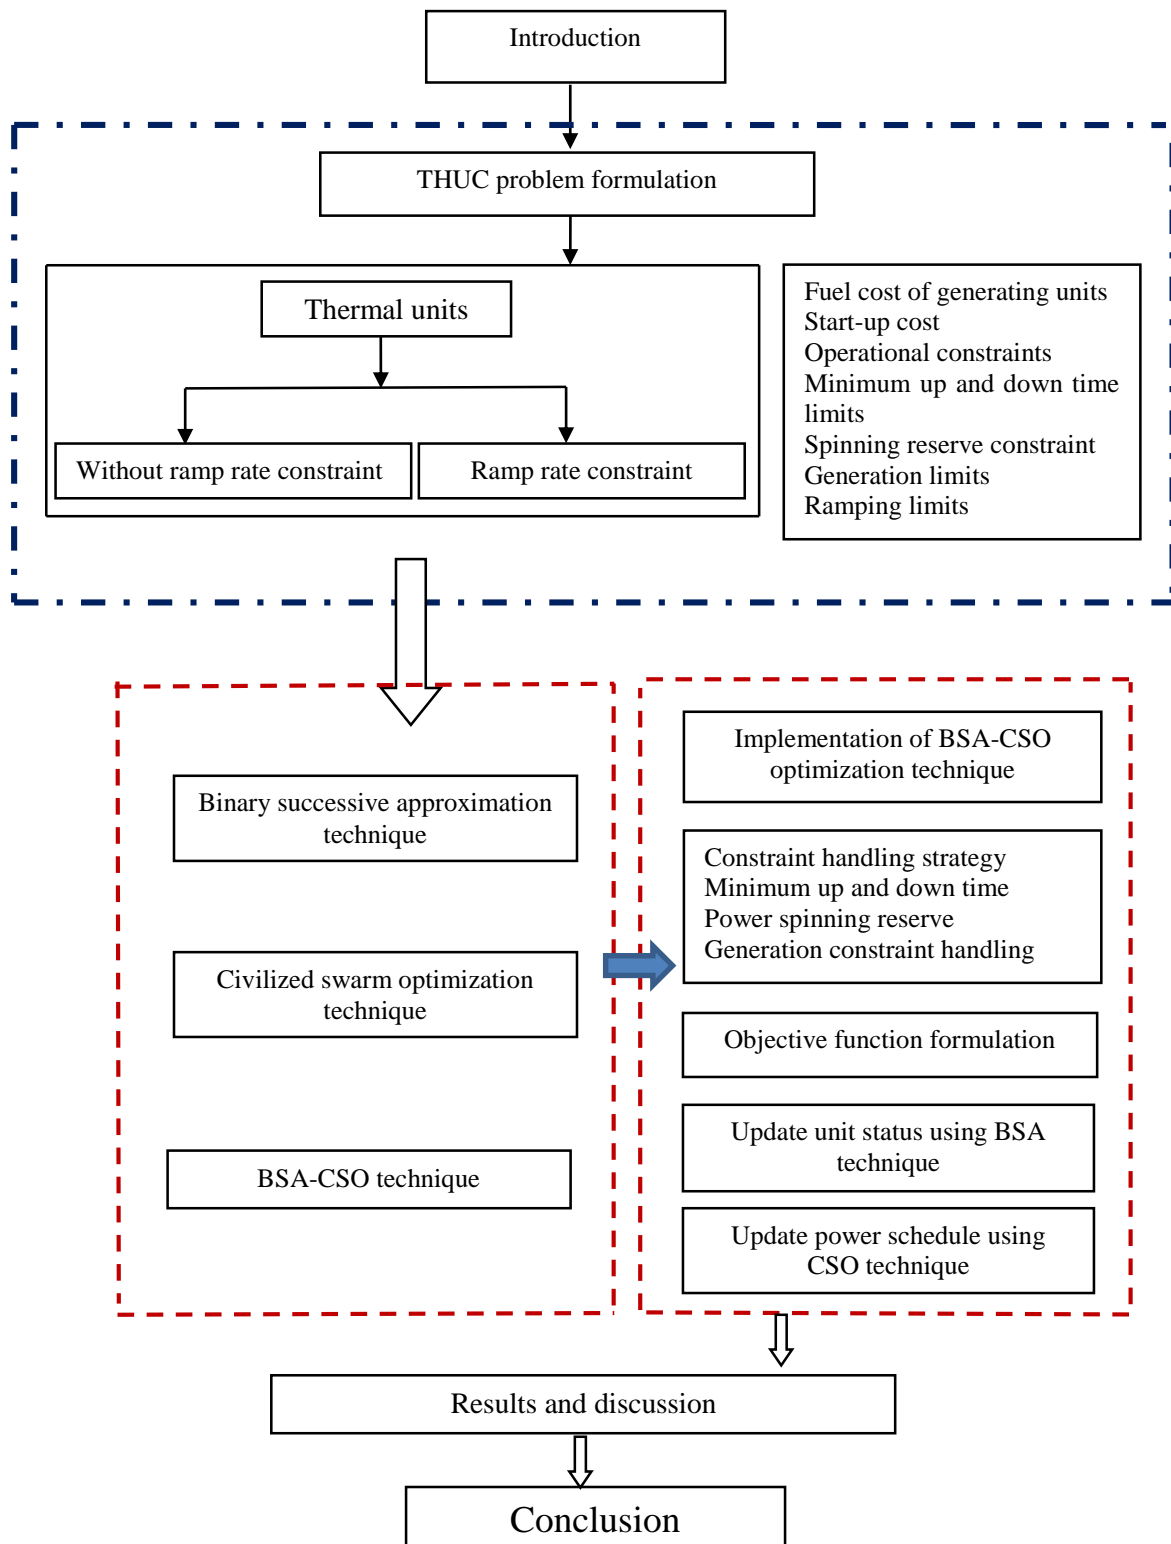 Introduction
THUC problem formulation
Thermal units
Without ramp rate constraint
Ramp rate constraint
Fuel cost of generating units
Start-up cost
Operational constraints
Minimum up and down time
limits
Spinning reserve constraint
Generation limits
Ramping limits
Binary successive approximation
technique
Civilized swarm optimization
technique
BSA-CSO technique
Implementation of BSA-CSO
optimization technique
Constraint handling strategy
Minimum up and down time
Power spinning reserve
Generation constraint handling
Objective function formulation
Update unit status using BSA
technique
Update power schedule using
CSO technique
Results and discussion
Conclusion